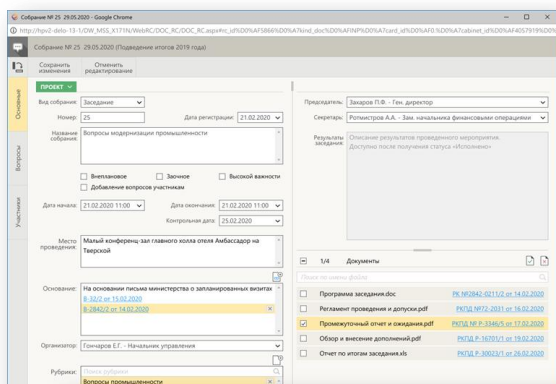 Собрание № 25 29.05.2020 - Google Chrome
Собрание № 25 29.05.2020 (Подведение итогов 2019 года)
Сохранить изменения
Отменить редактирование
ПРОЕКТ
Основные
Вопросы
Участники
Вид собрания: Заседание
Номер: 25 Дата регистрации: 21.02.2020
Название собрания: Вопросы модернизации промышленности
Внеплановое Заочное Высокой важности
Добавление вопросов участникам
Дата начала: 21.02.2020 11:00 Дата окончания: 21.02.2020 11:00
Контрольная дата: 25.02.2020
Место проведения: Малый конференц-зал главного холла отеля Амбассадор на
Тверской
Основание: На основании письма министерства о запланированных визитах
В-32/2 от 15.02.2020
В-2842/2 от 14.02.2020
Организатор: Гончаров Е.Г. - Начальник управления
Рубрики: Поиск рубрики
Вопросы промышленности
Председатель: Захаров П.Ф. - Ген. директор
Секретарь: Ротмистров А.А. - Зам. начальника финансовыми операциями
Результаты заседания: Описание результатов проведенного мероприятия.
Доступно после получения статуса «Исполнено»
1/4 Документы
Поиск по имени файла
Программа заседания.doc РК №2842-0211/2 от 14.02.2020
Регламент проведения и допуски.pdf РКПД №72-2031 от 16.02.2020
Промежуточный отчет и ожидания.pdf РКПД № Р-3346/5 от 17.02.2020
Обзор и внесение дополнений.pdf РКПД Р-16701/1 от 19.02.2020
Отчет по итогам заседания.xls РКПД Р-30023/1 от 26.02.2020